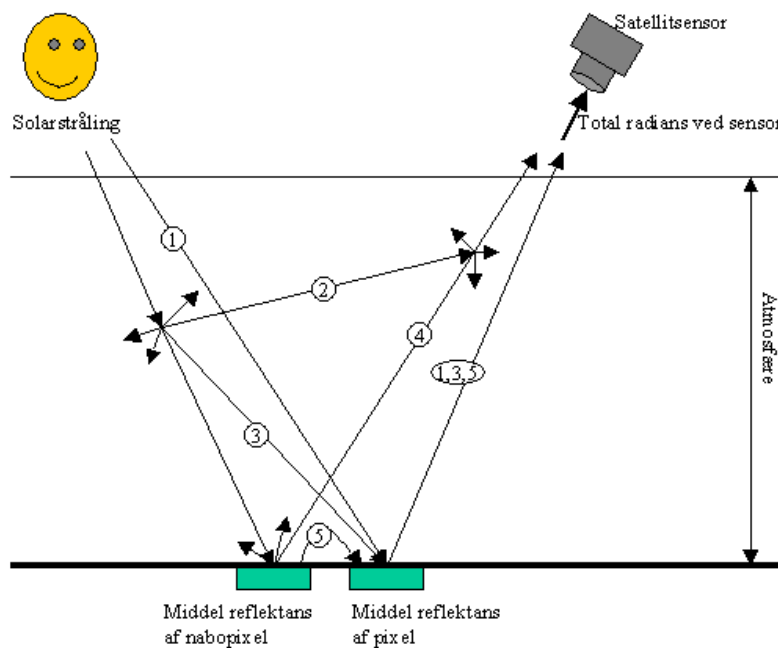 Satellitsensor
Solarstråling
Total radians ved sensor
1
2
4
1,3,5
Atmosfære
3
5
Middel reflektans
af nabopixel
Middel reflektans
af pixel